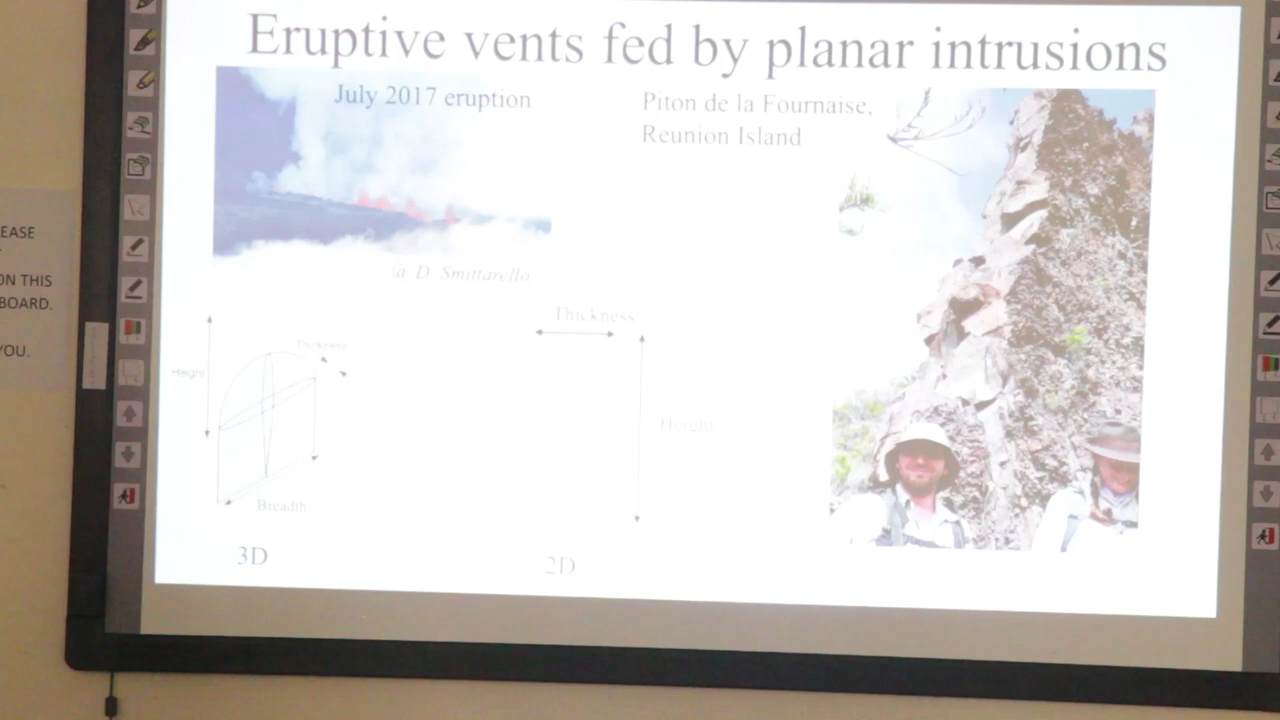 Eruptive vents fed by planar intrusions
July 2017 eruption
Piton de la Fournaise,
Reunion Island
a D. Smittarello
Thickness
Height
Thickness
Height
Breadth
3D
2D
EASE
ON THIS
BOARD.
YOU.